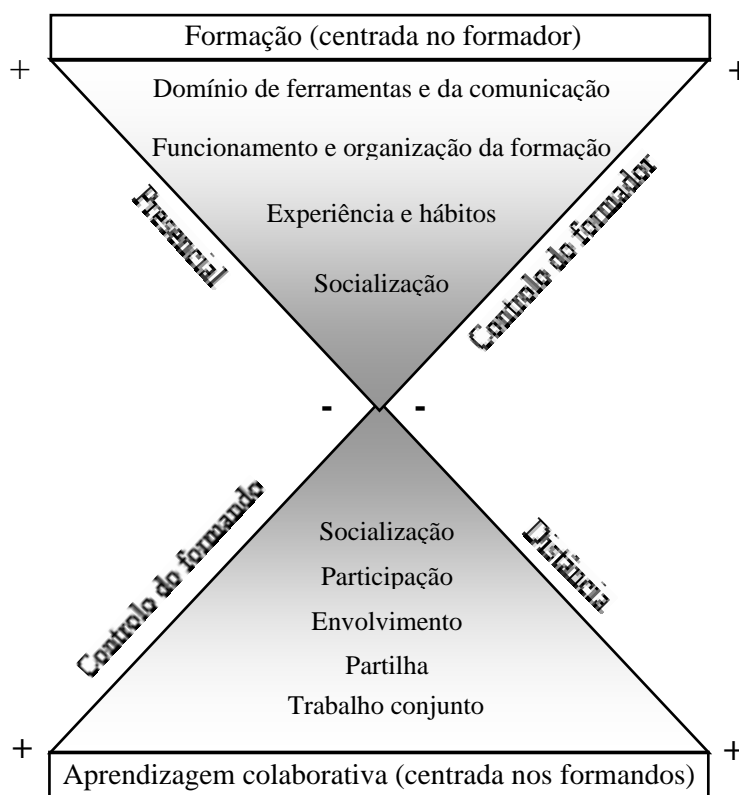 Formação (centrada no formador)
+ +
Domínio de ferramentas e da comunicação
Funcionamento e organização da formação
Presencial
Controlo do formador
Experiência e hábitos
Socialização
- -
Controlo do formando
Distância
Socialização
Participação
Envolvimento
Partilha
Trabalho conjunto
+ +
Aprendizagem colaborativa (centrada nos formandos)